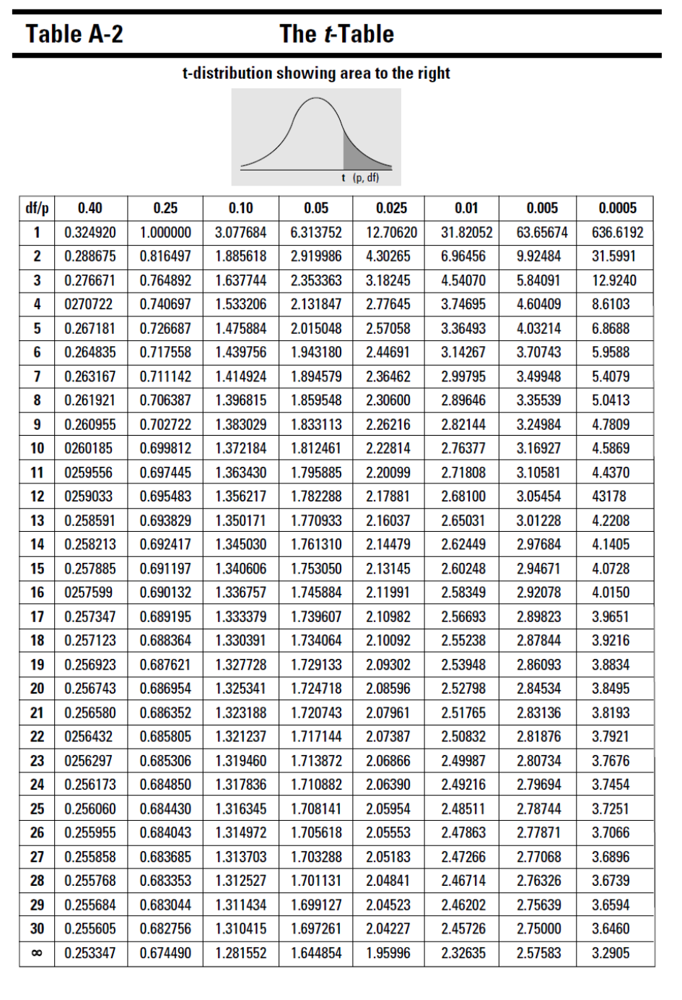 Table A-2 The t-Table
t-distribution showing area to the right
t (p, df)
df/p 0.40 0.25 0.10 0.05 0.025 0.01 0.005 0.0005
1 0.324920 1.000000 3.077684 6.313752 12.70620 31.82052 63.65674 636.6192
2 0.288675 0.816497 1.885618 2.919986 4.30265 6.96456 9.92484 31.5991
3 0.276671 0.764892 1.637744 2.353363 3.18245 4.54070 5.84091 12.9240
4 0270722 0.740697 1.533206 2.131847 2.77645 3.74695 4.60409 8.6103
5 0.267181 0.726687 1.475884 2.015048 2.57058 3.36493 4.03214 6.8688
6 0.264835 0.717558 1.439756 1.943180 2.44691 3.14267 3.70743 5.9588
7 0.263167 0.711142 1.414924 1.894579 2.36462 2.99795 3.49948 5.4079
8 0.261921 0.706387 1.396815 1.859548 2.30600 2.89646 3.35539 5.0413
9 0.260955 0.702722 1.383029 1.833113 2.26216 2.82144 3.24984 4.7809
10 0260185 0.699812 1.372184 1.812461 2.22814 2.76377 3.16927 4.5869
11 0259556 0.697445 1.363430 1.795885 2.20099 2.71808 3.10581 4.4370
12 0259033 0.695483 1.356217 1.782288 2.17881 2.68100 3.05454 43178
13 0.258591 0.693829 1.350171 1.770933 2.16037 2.65031 3.01228 4.2208
14 0.258213 0.692417 1.345030 1.761310 2.14479 2.62449 2.97684 4.1405
15 0.257885 0.691197 1.340606 1.753050 2.13145 2.60248 2.94671 4.0728
16 0257599 0.690132 1.336757 1.745884 2.11991 2.58349 2.92078 4.0150
17 0.257347 0.689195 1.333379 1.739607 2.10982 2.56693 2.89823 3.9651
18 0.257123 0.688364 1.330391 1.734064 2.10092 2.55238 2.87844 3.9216
19 0.256923 0.687621 1.327728 1.729133 2.09302 2.53948 2.86093 3.8834
20 0.256743 0.686954 1.325341 1.724718 2.08596 2.52798 2.84534 3.8495
21 0.256580 0.686352 1.323188 1.720743 2.07961 2.51765 2.83136 3.8193
22 0256432 0.685805 1.321237 1.717144 2.07387 2.50832 2.81876 3.7921
23 0256297 0.685306 1.319460 1.713872 2.06866 2.49987 2.80734 3.7676
24 0.256173 0.684850 1.317836 1.710882 2.06390 2.49216 2.79694 3.7454
25 0.256060 0.684430 1.316345 1.708141 2.05954 2.48511 2.78744 3.7251
26 0.255955 0.684043 1.314972 1.705618 2.05553 2.47863 2.77871 3.7066
27 0.255858 0.683685 1.313703 1.703288 2.05183 2.47266 2.77068 3.6896
28 0.255768 0.683353 1.312527 1.701131 2.04841 2.46714 2.76326 3.6739
29 0.255684 0.683044 1.311434 1.699127 2.04523 2.46202 2.75639 3.6594
30 0.255605 0.682756 1.310415 1.697261 2.04227 2.45726 2.75000 3.6460
∞ 0.253347 0.674490 1.281552 1.644854 1.95996 2.32635 2.57583 3.2905